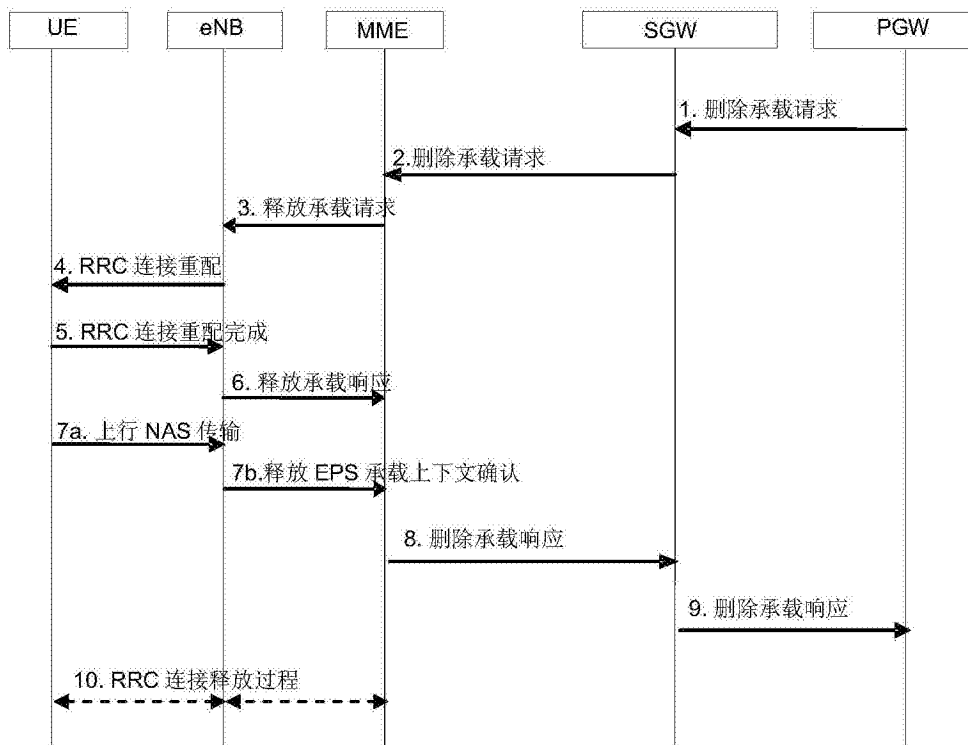 UE eNB MME SGW PGW
1. 删除承载请求
2.删除承载请求
3. 释放承载请求
4. RRC 连接重配
5. RRC 连接重配完成
6. 释放承载响应
7a. 上行 NAS 传输
7b.释放 EPS 承载上下文确认
8. 删除承载响应
9. 删除承载响应
10. RRC 连接释放过程